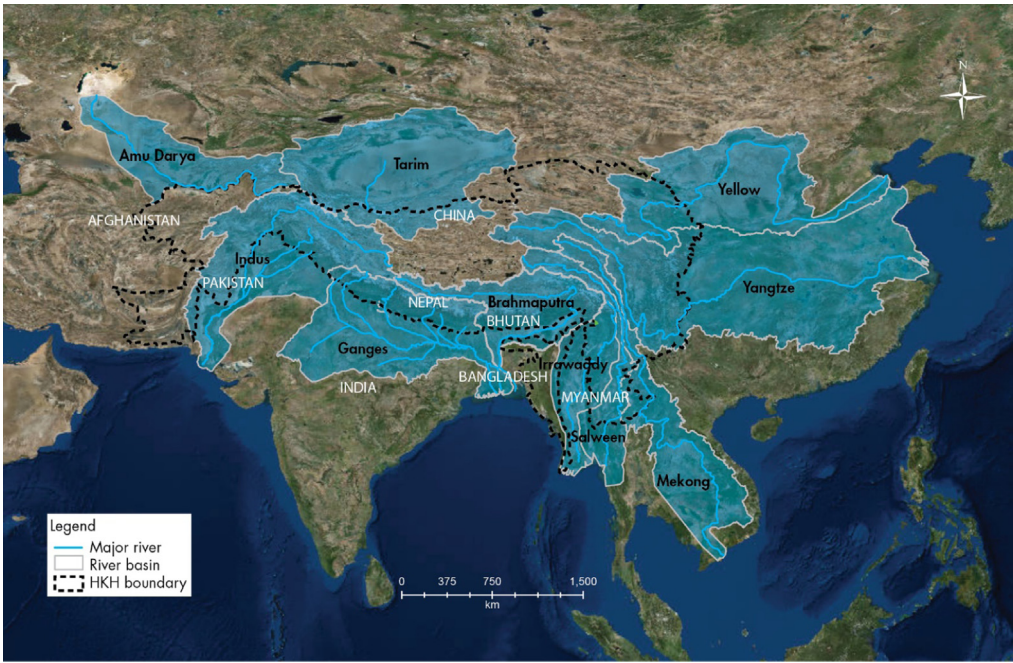 N
Amu Darya
Tarim
Yellow
AFGHANISTAN
CHINA
Indus
PAKISTAN
Yangtze
NEPAL
Brahmaputra
BHUTAN
Ganges
Irrawaddy
BANGLADESH
INDIA
MYANMAR
Salween
Mekong
Legend
Major river
River basin
HKH boundary
0 375 750 1,500
km